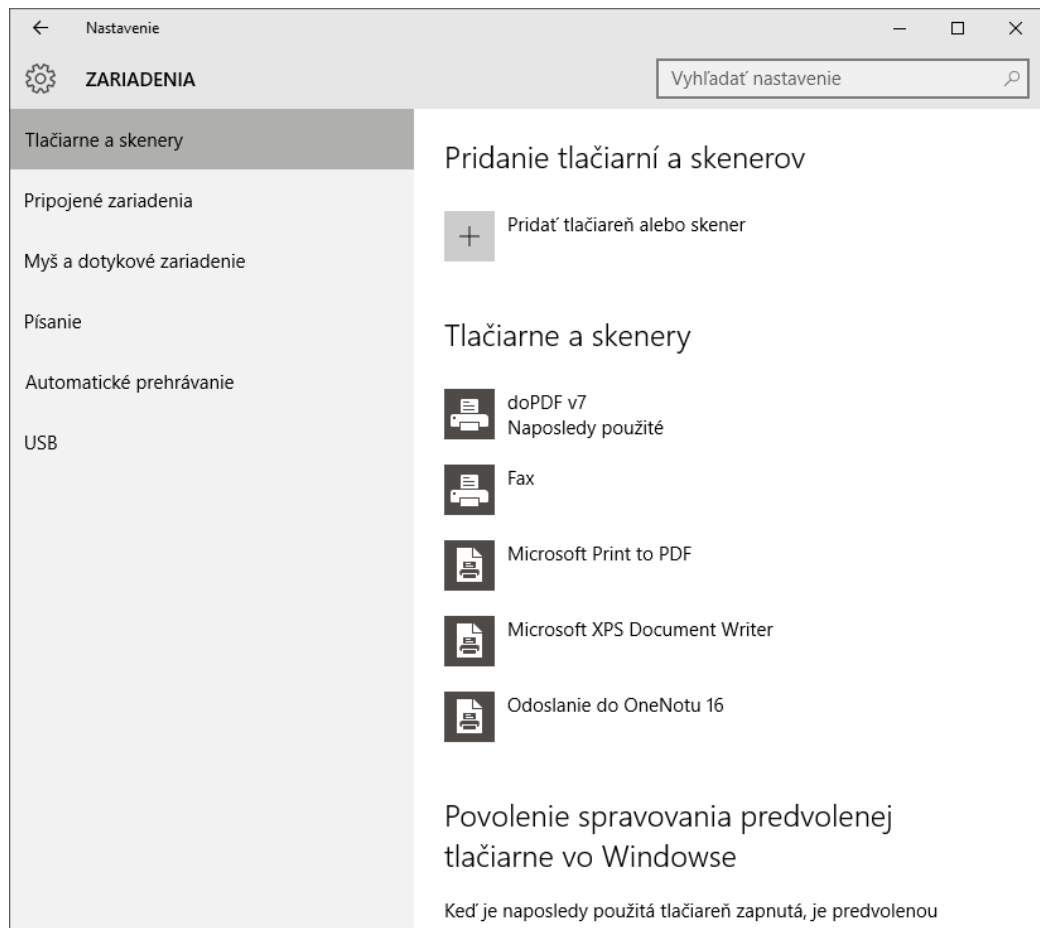 Nastavenie
ZARIADENIA
Vyhľadať nastavenie
Tlačiarne a skenery
Pripojené zariadenia
Myš a dotykové zariadenie
Písanie
Automatické prehrávanie
USB
Pridanie tlačiarní a skenerov
Pridať tlačiareň alebo skener
Tlačiarne a skenery
doPDF v7
Naposledy použité
Fax
Microsoft Print to PDF
Microsoft XPS Document Writer
Odoslanie do OneNotu 16
Povolenie spravovania predvolenej
tlačiarne vo Windowse
Keď je naposledy použitá tlačiareň zapnutá, je predvolenou